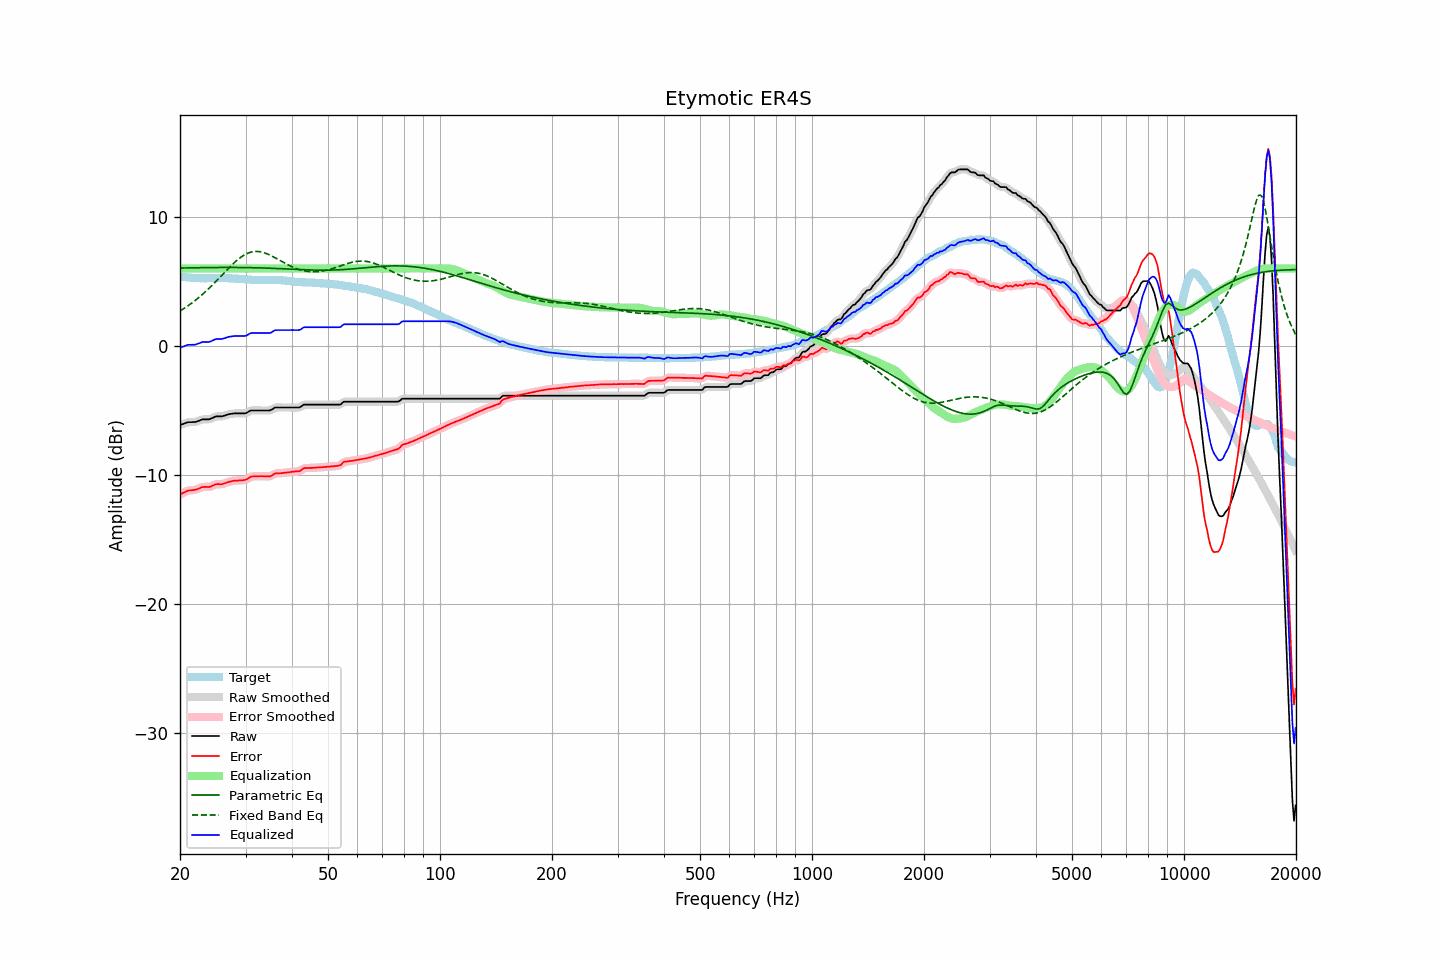 Etymotic ER4S
Amplitude (dBr)
10
0
−10
−20
−30
Target
Raw Smoothed
Error Smoothed
Raw
Error
Equalization
Parametric Eq
Fixed Band Eq
Equalized
20 50 100 200 500 1000 2000 5000 10000 20000
Frequency (Hz)